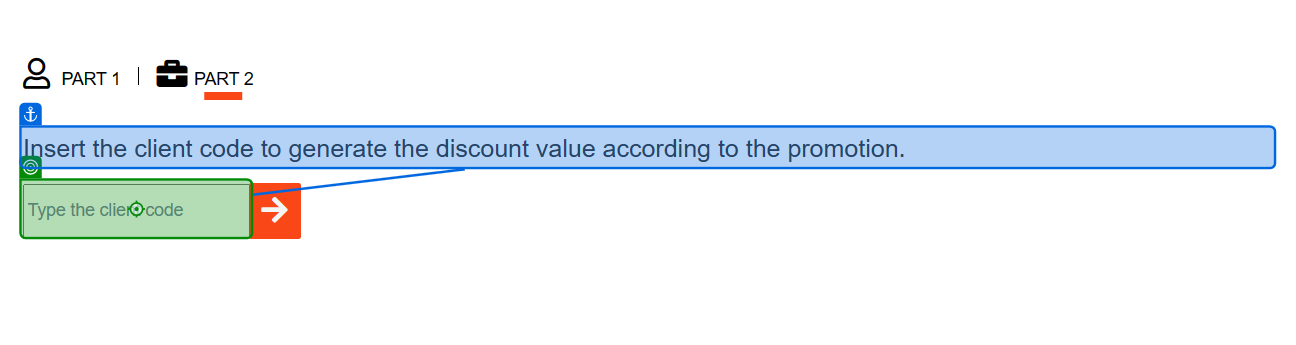 PART 1 | PART 2
Insert the client code to generate the discount value according to the promotion.
Type the client code